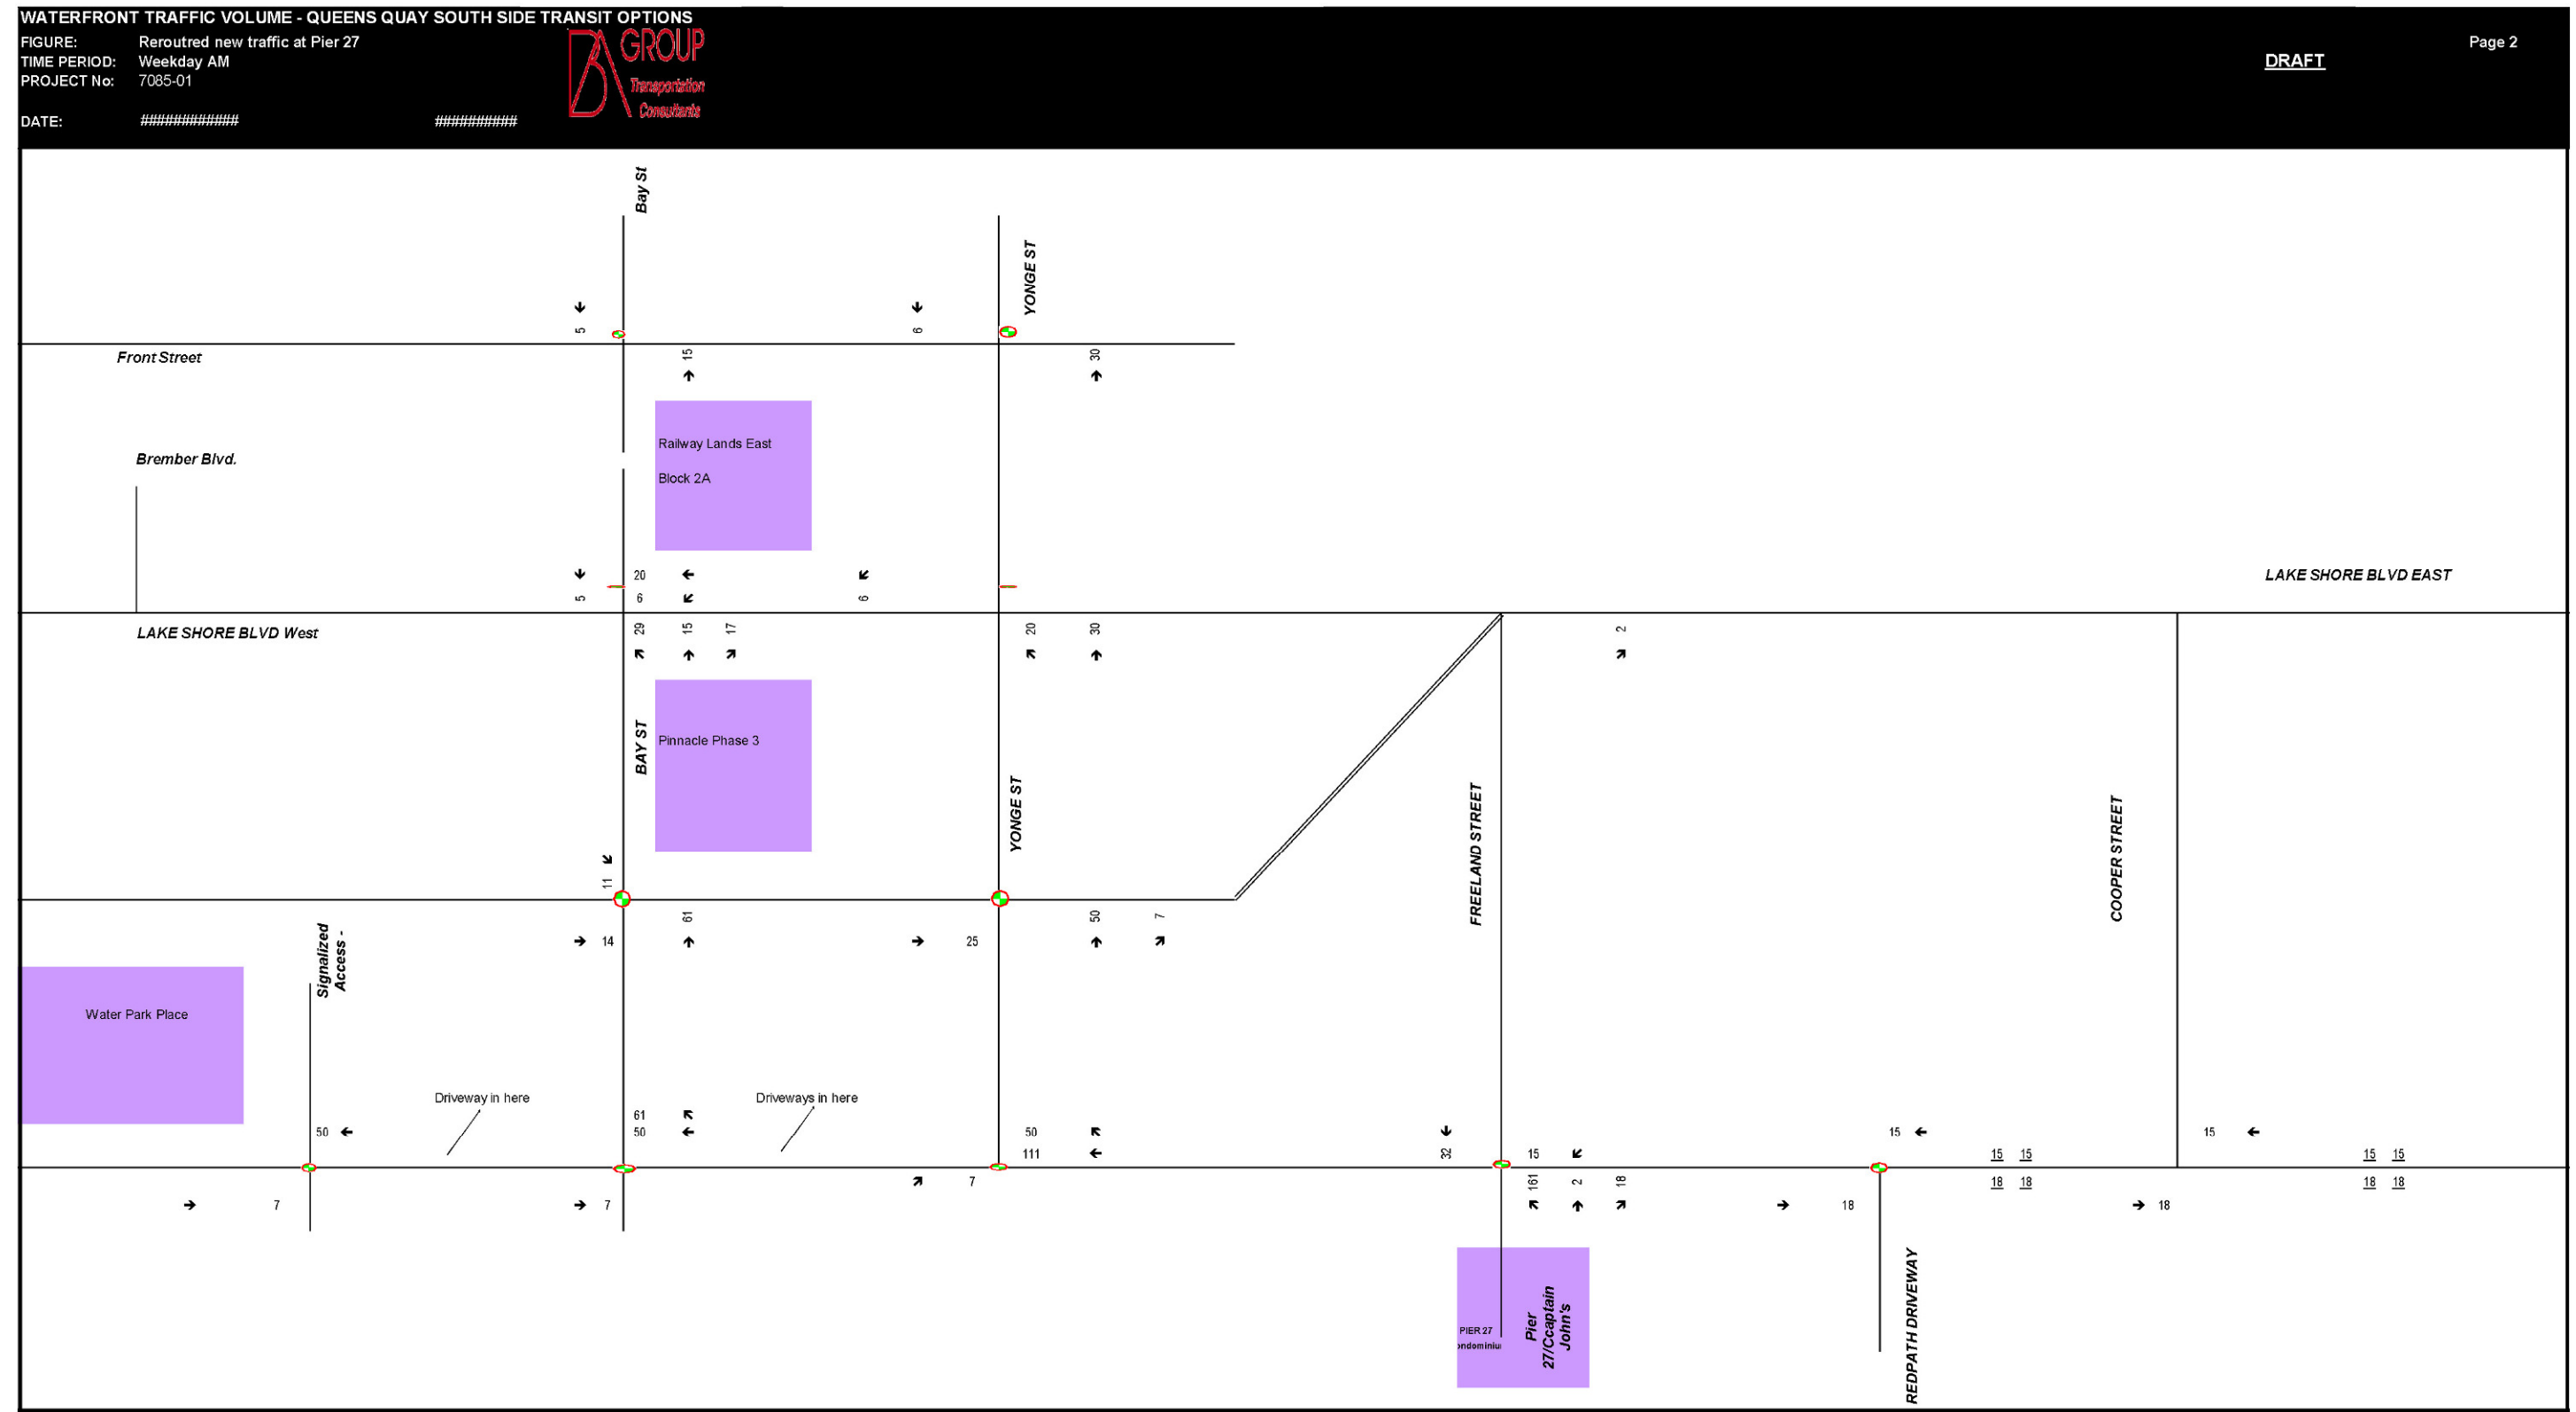 WATERFRONT TRAFFIC VOLUME - QUEENS QUAY SOUTH SIDE TRANSIT OPTIONS
FIGURE: Reroutred new traffic at Pier 27
TIME PERIOD: Weekday AM
PROJECT No: 7085-01
DATE: ############ ##########
BA GROUP
Transportation
Consultants
DRAFT
Page 2
Bay St
YONGE ST
5
6
Front Street
15
30
Railway Lands East
Block 2A
Brember Blvd.
20
5
6
6
LAKE SHORE BLVD EAST
LAKE SHORE BLVD West
29
15
17
20
30
2
BAY ST
Pinnacle Phase 3
YONGE ST
FREELAND STREET
COOPER STREET
11
61
50
7
14
25
Signalized
Access -
Water Park Place
Driveway in here
Driveways in here
61
50
50
50
111
32
15
15
15
15 15
15 15
7
7
7
161
2
18
18
18 18
18
18 18
PIER 27
ondominiu
Pier
27/Ccaptain
John's
REDPATH DRIVEWAY